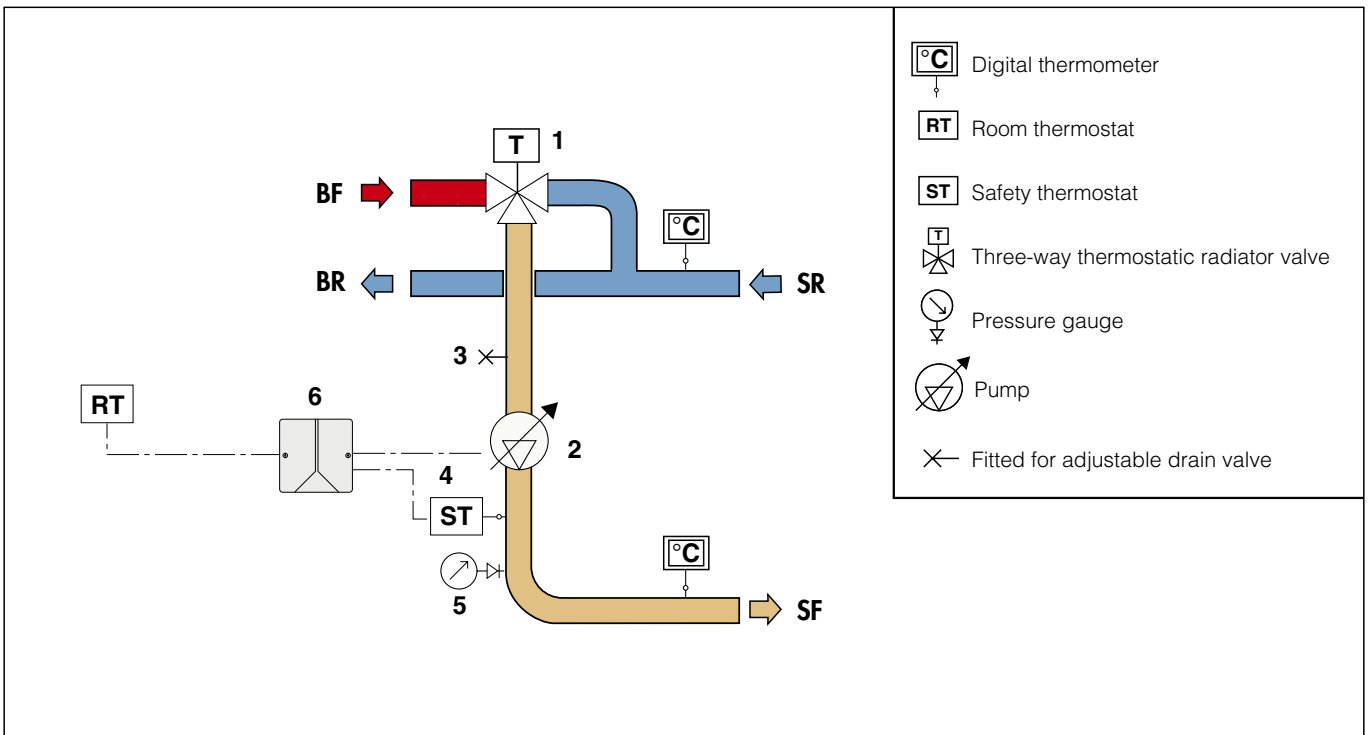 T 1
BF
°C
BR
SR
3
RT
6
2
4
ST
5
°C
SF
°C Digital thermometer
RT Room thermostat
ST Safety thermostat
T Three-way thermostatic radiator valve
Pressure gauge
Pump
Fitted for adjustable drain valve